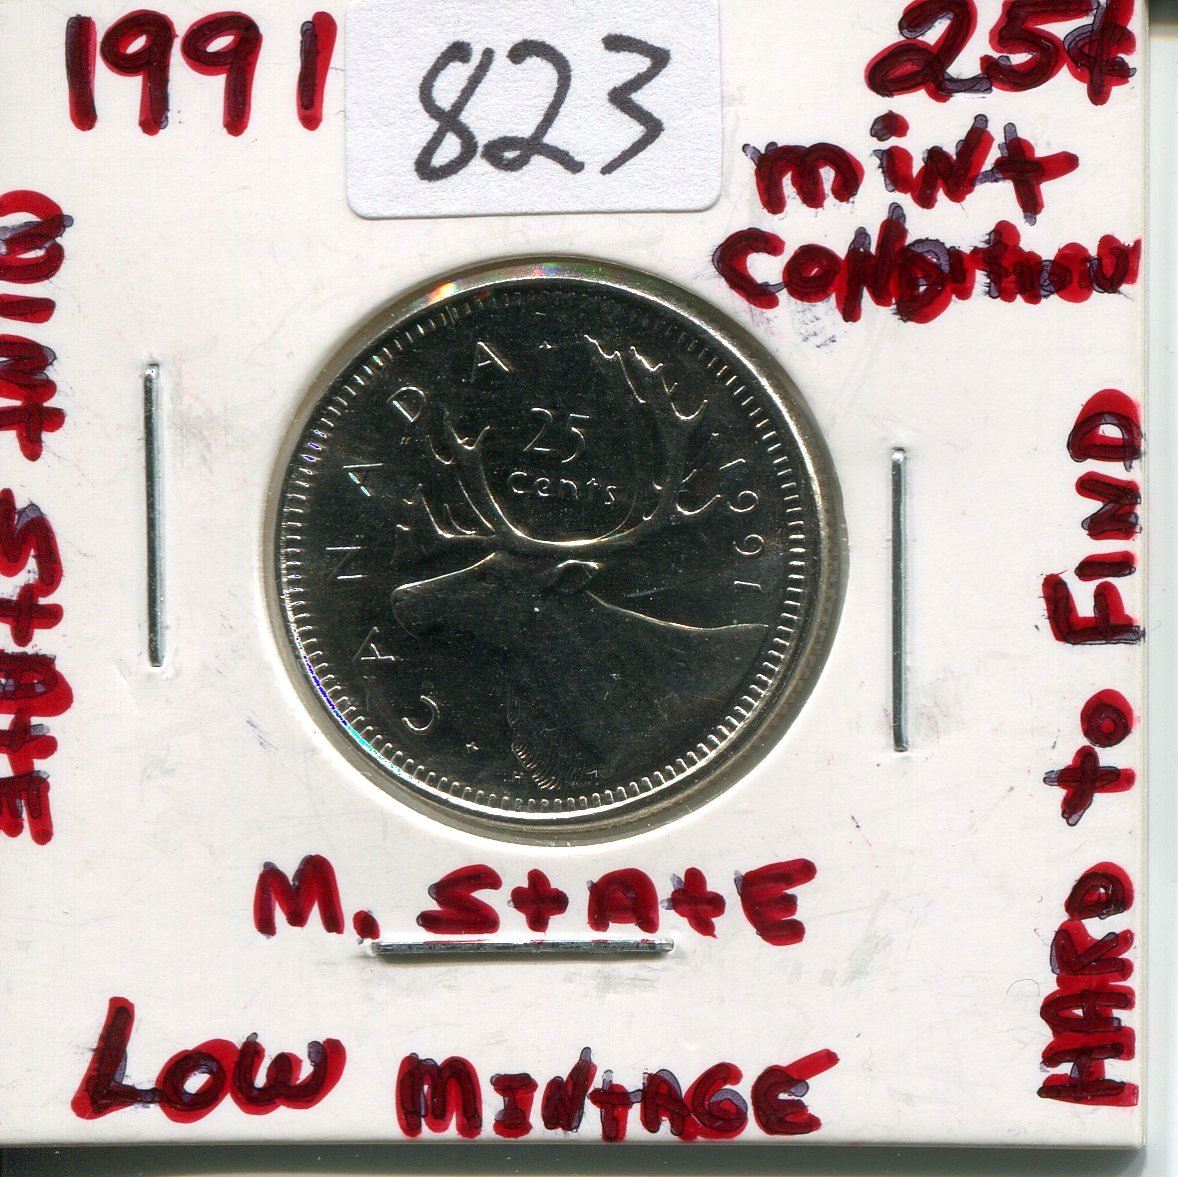 1991
823
25¢
mint
Condition
MINT STATE
HARD to FIND
CANADA
25
Cents
1991
H
M. StAtE
Low MINtAGE